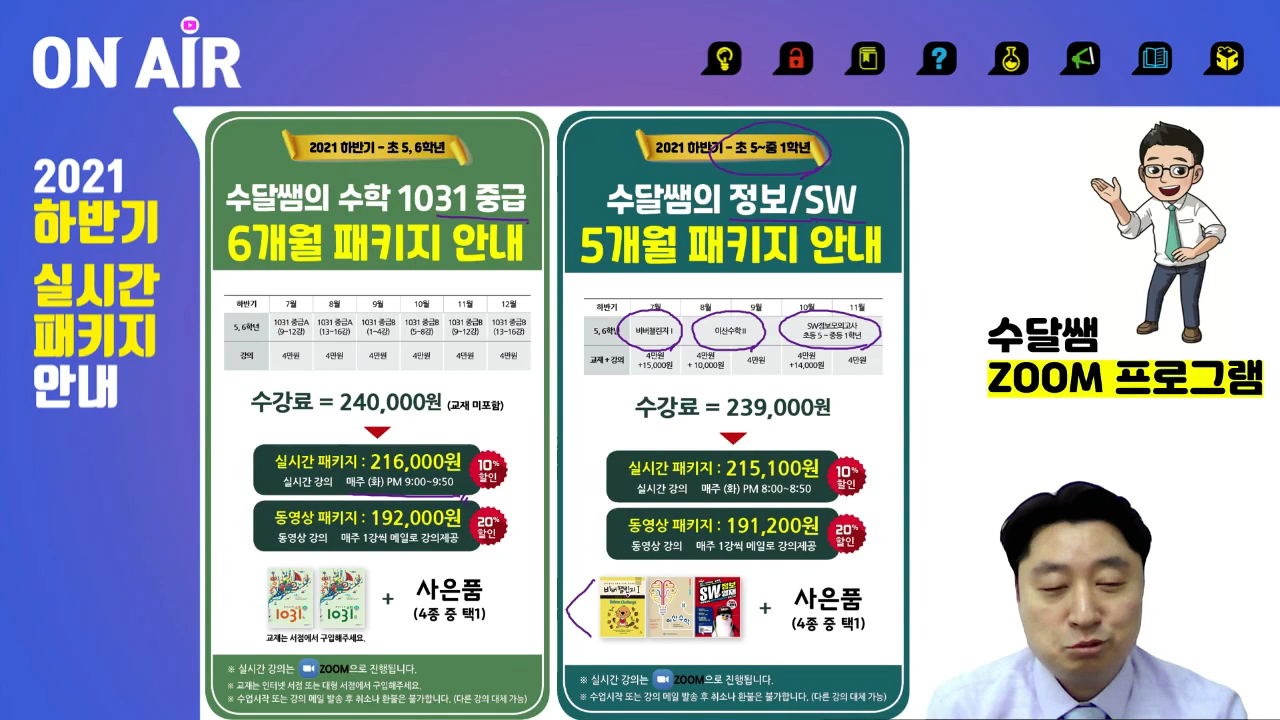 ON AIR
2021
하반기
실시간
패키지
안내
2021 하반기 - 초 5, 6학년
수달쌤의 수학 1031 중급
6개월 패키지 안내
하반기 7월 8월 9월 10월 11월 12월
5, 6학년 1031 중급A (9~12강) 1031 중급A (13~16강) 1031 중급B (1~4강) 1031 중급B (5~8강) 1031 중급B (9~12강) 1031 중급B (13~16강)
강의 4만원 4만원 4만원 4만원 4만원 4만원
수강료 = 240,000원 (교재 미포함)
실시간 패키지 : 216,000원
실시간 강의 매주 (화) PM 9:00~9:50
10% 할인
동영상 패키지 : 192,000원
동영상 강의 매주 1강씩 메일로 강의제공
20% 할인
1031 1031
+ 사은품
(4종 중 택1)
교재는 서점에서 구입해주세요.
※ 실시간 강의는 ZOOM으로 진행됩니다.
※ 교재는 인터넷 서점 또는 대형 서점에서 구입해주세요.
※ 수업시작 또는 강의 메일 발송 후 취소나 환불은 불가합니다. (다른 강의 대체 가능)
2021 하반기 - 초 5~중 1학년
수달쌤의 정보/SW
5개월 패키지 안내
하반기 7월 8월 9월 10월 11월
5, 6학년 비버챌린지 I 이산수학 II SW정보모의고사 초등 5 ~ 중등 1학년
교재 + 강의 4만원 +15,000원 4만원 + 10,000원 4만원 4만원 +14,000원 4만원
수강료 = 239,000원
실시간 패키지 : 215,100원
실시간 강의 매주 (화) PM 8:00~8:50
10% 할인
동영상 패키지 : 191,200원
동영상 강의 매주 1강씩 메일로 강의제공
20% 할인
비버챌린지 I
이산수학
SW 정보영재
+ 사은품
(4종 중 택1)
※ 실시간 강의는 ZOOM으로 진행됩니다.
※ 수업시작 또는 강의 메일 발송 후 취소나 환불은 불가합니다. (다른 강의 대체 가능)
수달쌤
ZOOM 프로그램